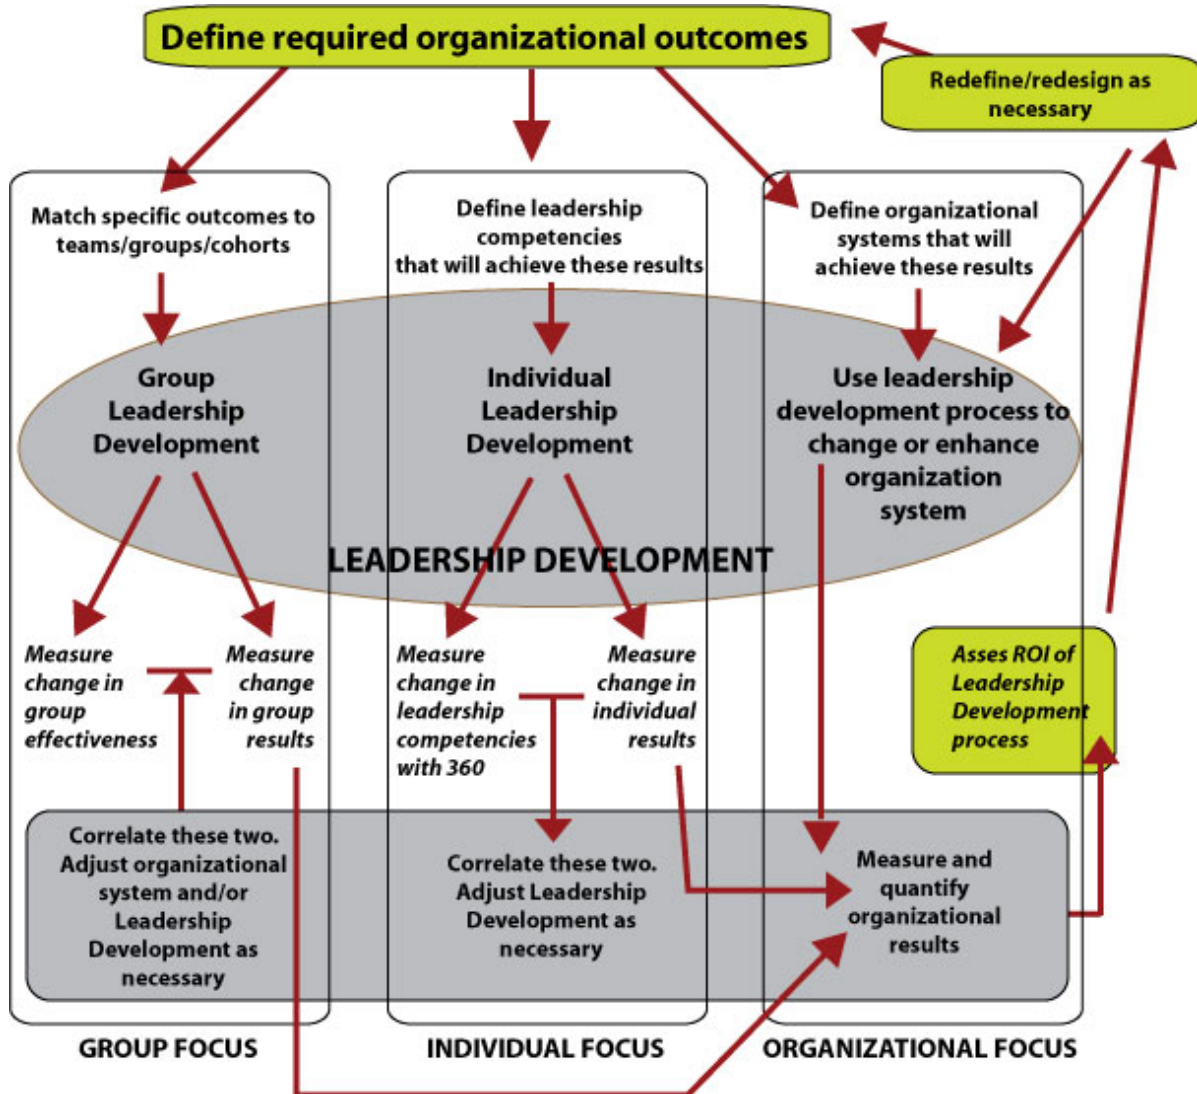 Define required organizational outcomes
Redefine/redesign as
necessary
Match specific outcomes to
teams/groups/cohorts
Define leadership
competencies
that will achieve these results
Define organizational
systems that will
achieve these results
Group
Leadership
Development
Individual
Leadership
Development
Use leadership
development process to
change or enhance
organization
system
LEADERSHIP DEVELOPMENT
Measure
change in
group
effectiveness
Measure
change
in group
results
Measure
change in
leadership
competencies
with 360
Measure
change in
individual
results
Asses ROI of
Leadership
Development
process
Correlate these two.
Adjust organizational
system and/or
Leadership
Development as
necessary
Correlate these two.
Adjust Leadership
Development as
necessary
Measure and
quantify
organizational
results
GROUP FOCUS
INDIVIDUAL FOCUS
ORGANIZATIONAL FOCUS